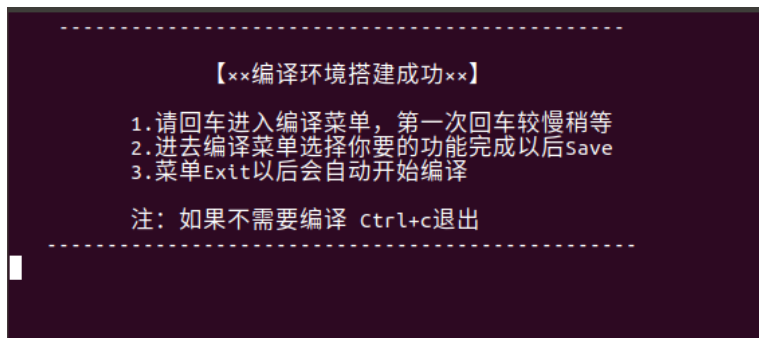 -----------------------------------------------
【××编译环境搭建成功××】
1.请回车进入编译菜单，第一次回车较慢稍等
2.进去编译菜单选择你要的功能完成以后Save
3.菜单Exit以后会自动开始编译
注：如果不需要编译 Ctrl+c退出
-------------------------------------------------